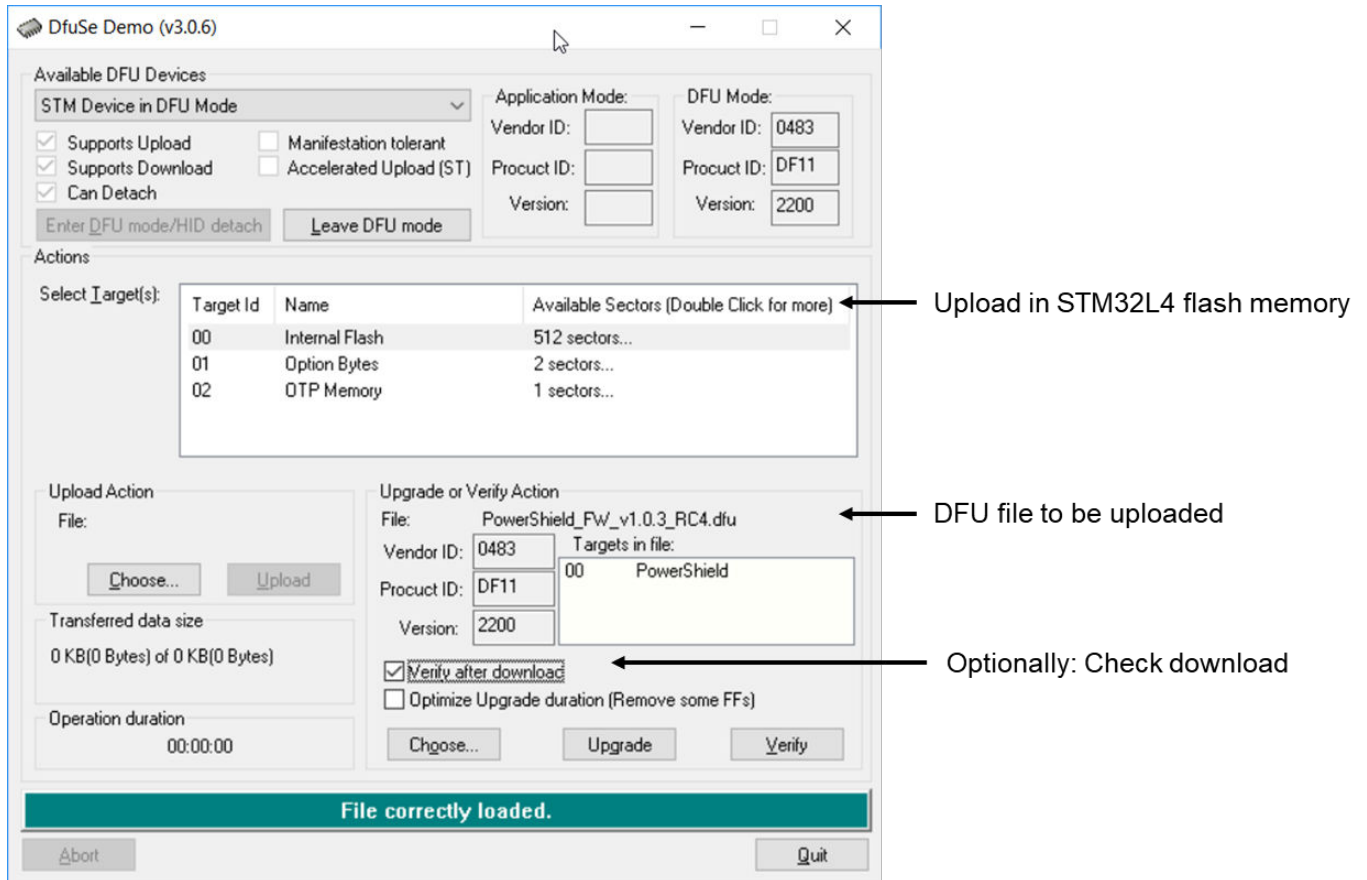 DfuSe Demo (v3.0.6)
Available DFU Devices
STM Device in DFU Mode
Supports Upload
Manifestation tolerant
Supports Download
Accelerated Upload (ST)
Can Detach
Enter DFU mode/HID detach
Leave DFU mode
Application Mode:
Vendor ID:
Procuct ID:
Version:
DFU Mode:
Vendor ID: 0483
Procuct ID: DF11
Version: 2200
Actions
Select Target(s):
Target Id Name Available Sectors (Double Click for more)
00 Internal Flash 512 sectors...
01 Option Bytes 2 sectors...
02 OTP Memory 1 sectors...
Upload in STM32L4 flash memory
Upload Action
File:
Choose... Upload
Transferred data size
0 KB(0 Bytes) of 0 KB(0 Bytes)
Operation duration
00:00:00
Upgrade or Verify Action
File: PowerShield_FW_v1.0.3_RC4.dfu
DFU file to be uploaded
Vendor ID: 0483
Procuct ID: DF11
Version: 2200
Targets in file:
00 PowerShield
Verify after download
Optionally: Check download
Optimize Upgrade duration (Remove some FFs)
Choose... Upgrade Verify
File correctly loaded.
Abort Quit